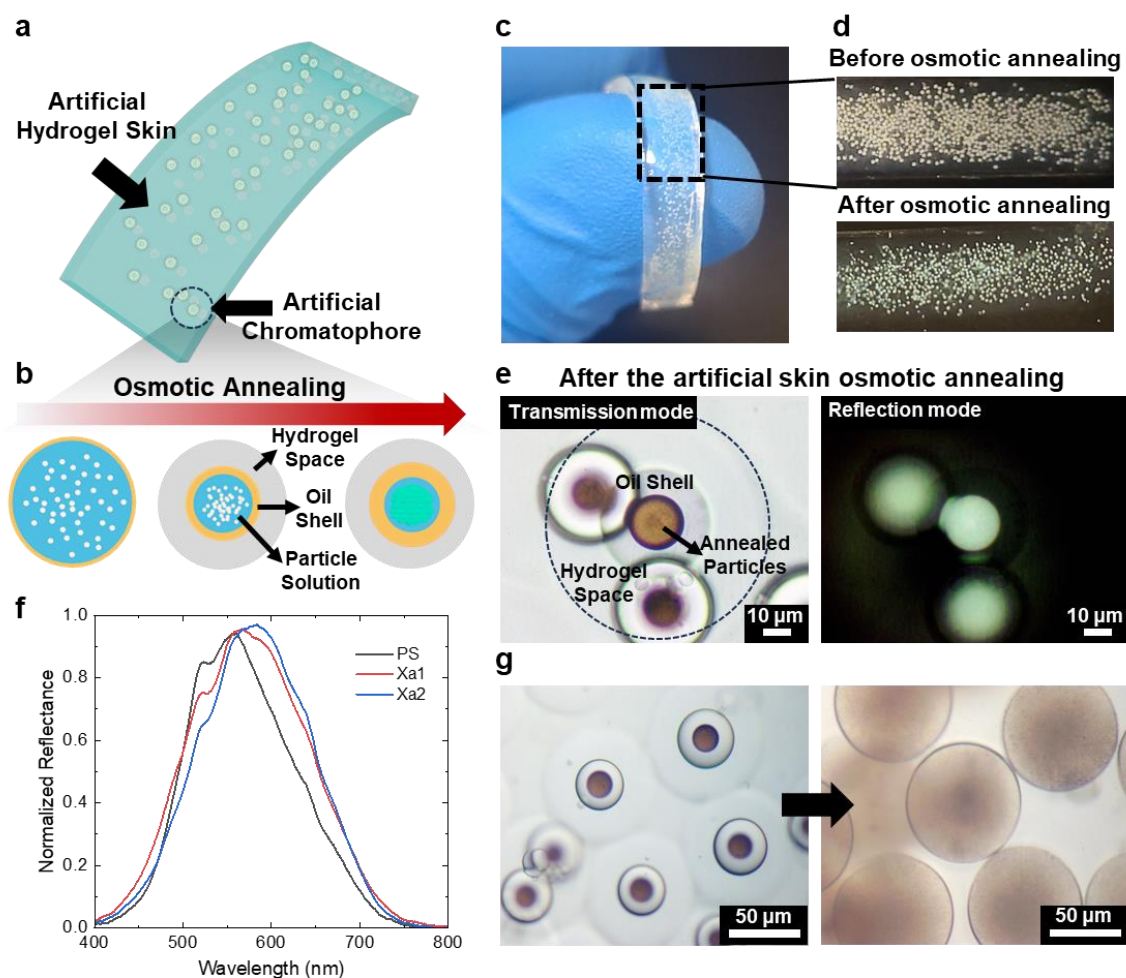 a
Artificial
Hydrogel Skin
Artificial
Chromatophore
b
Osmotic Annealing
Hydrogel
Space
Oil
Shell
Particle
Solution
c
d
Before osmotic annealing
After osmotic annealing
e
After the artificial skin osmotic annealing
Transmission mode
Oil Shell
Annealed
Particles
Hydrogel
Space
10 µm
Reflection mode
10 µm
f
1.0
0.8
0.6
0.4
0.2
0.0
400
500
600
700
800
Normalized Reflectance
Wavelength (nm)
PS
Xa1
Xa2
g
50 µm
50 µm